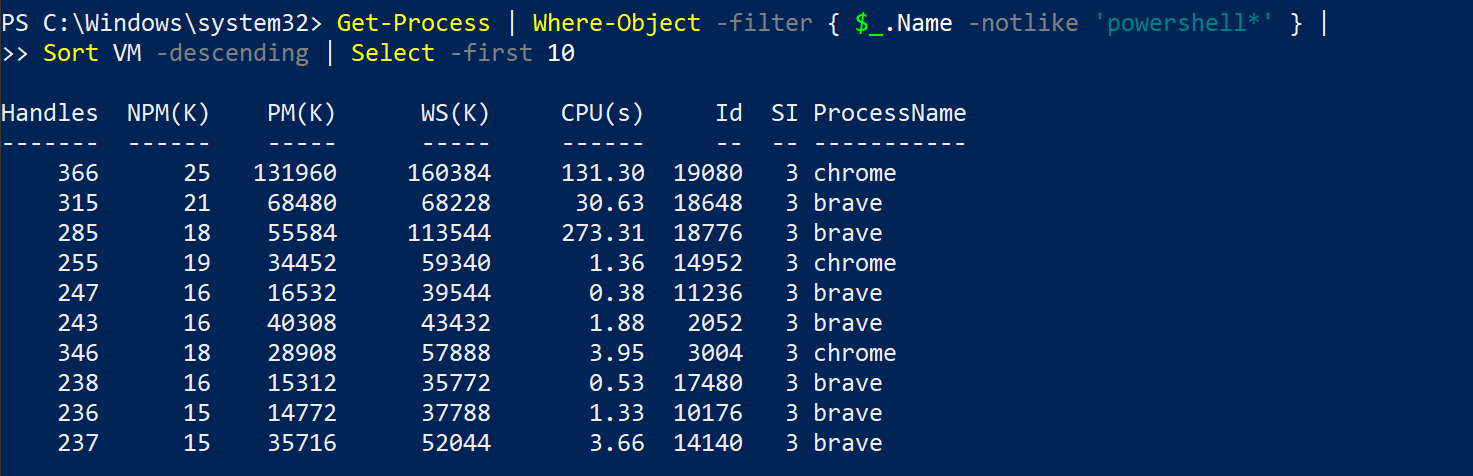 PS C:\Windows\system32> Get-Process | Where-Object -filter { $_.Name -notlike 'powershell*' } |
>> Sort VM -descending | Select -first 10
Handles  NPM(K)    PM(K)      WS(K)     CPU(s)     Id  SI ProcessName
-------  ------    -----      -----     ------     --  -- -----------
    366      25   131960     160384     131.30  19080   3 chrome
    315      21    68480      68228      30.63  18648   3 brave
    285      18    55584     113544     273.31  18776   3 brave
    255      19    34452      59340       1.36  14952   3 chrome
    247      16    16532      39544       0.38  11236   3 brave
    243      16    40308      43432       1.88   2052   3 brave
    346      18    28908      57888       3.95   3004   3 chrome
    238      16    15312      35772       0.53  17480   3 brave
    236      15    14772      37788       1.33  10176   3 brave
    237      15    35716      52044       3.66  14140   3 brave